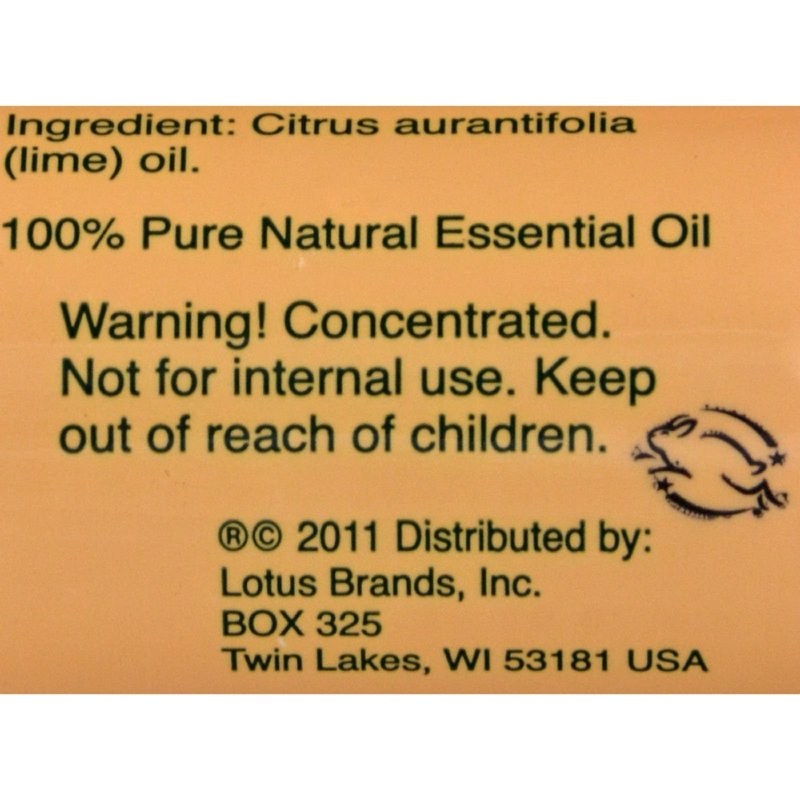 Ingredient: Citrus aurantifolia
(lime) oil.
100% Pure Natural Essential Oil
Warning! Concentrated.
Not for internal use. Keep
out of reach of children.
®© 2011 Distributed by:
Lotus Brands, Inc.
BOX 325
Twin Lakes, WI 53181 USA